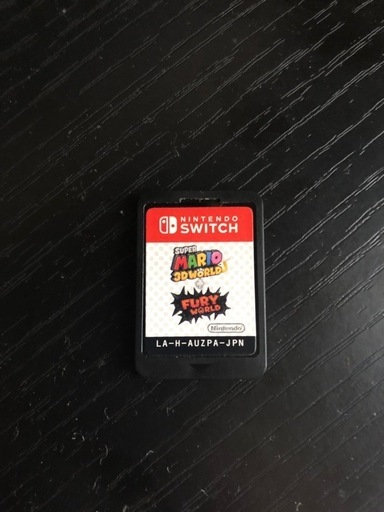 NINTENDO
SWITCH
SUPER
MARIO
3D WORLD
+
FURY
WORLD
Nintendo
LA-H-AUZPA-JPN